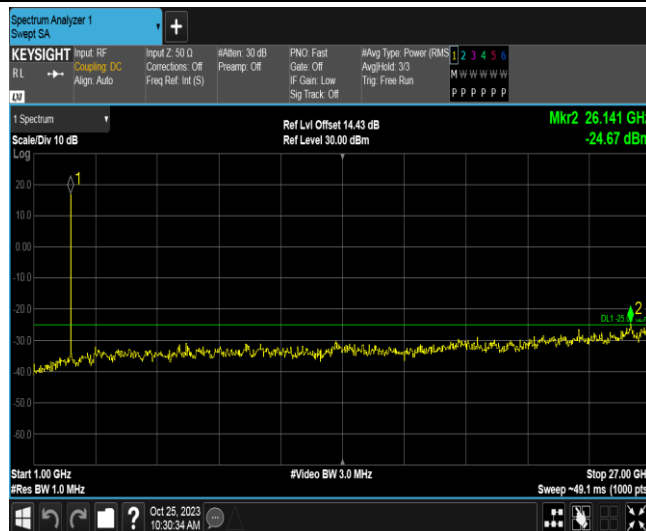 Spectrum Analyzer 1
Swept SA
+
KEYSIGHT
RL
Input: RF
Coupling: DC
Align: Auto
Input Z: 50 Ω
Corrections: Off
Freq Ref: Int (S)
#Atten: 30 dB
Preamp: Off
PNO: Fast
Gate: Off
IF Gain: Low
Sig Track: Off
#Avg Type: Power (RMS
Avg|Hold: 3/3
Trig: Free Run
1 2 3 4 5 6
M W W W W W
P P P P P P
1 Spectrum
Scale/Div 10 dB
Log
Ref Lvl Offset 14.43 dB
Ref Level 30.00 dBm
Mkr2 26.141 GHz
-24.67 dBm
1
20.0
10.0
0.00
-10.0
-20.0
2
DL1 -25.
-30.0
-40.0
-50.0
-60.0
Start 1.00 GHz
#Res BW 1.0 MHz
#Video BW 3.0 MHz
Stop 27.00 GHz
Sweep ~49.1 ms (1000 pts
?
Oct 25, 2023
10:30:34 AM